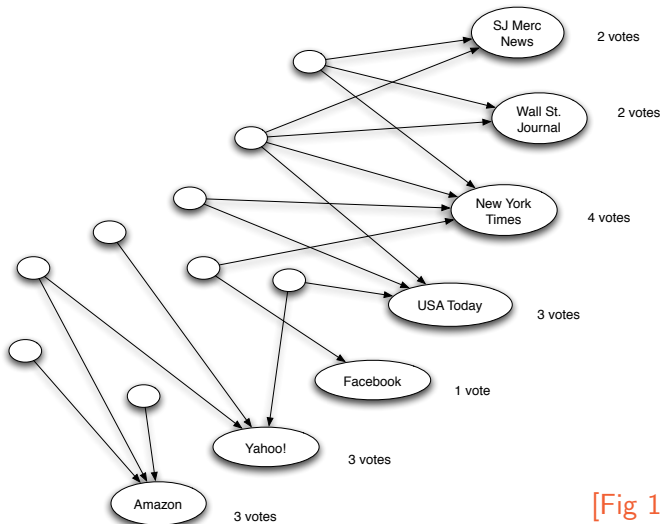 SJ Merc
News
2 votes
Wall St.
Journal
2 votes
New York
Times
4 votes
USA Today
3 votes
Facebook
1 vote
Yahoo!
3 votes
Amazon
3 votes
[Fig 1